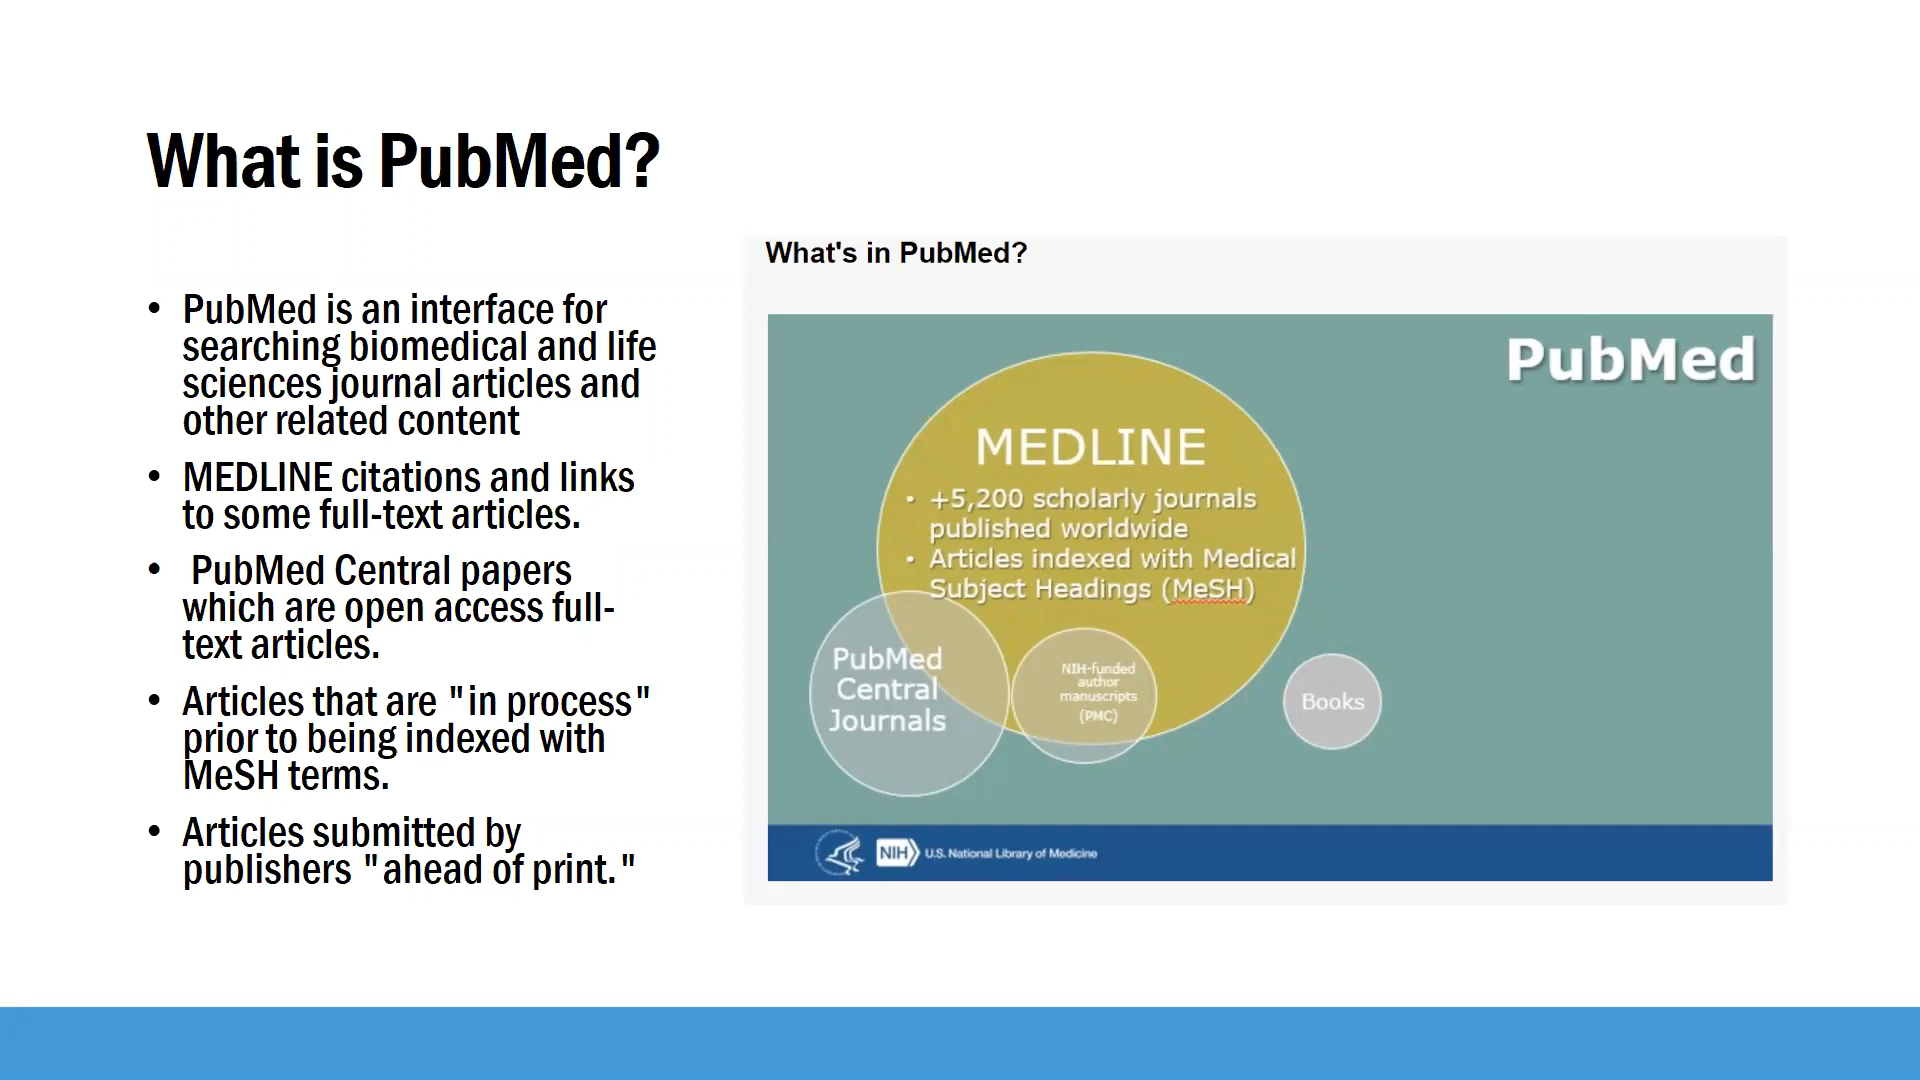 What is PubMed?
• PubMed is an interface for
searching biomedical and life
sciences journal articles and
other related content
• MEDLINE citations and links
to some full-text articles.
• PubMed Central papers
which are open access full-
text articles.
• Articles that are "in process"
prior to being indexed with
MeSH terms.
• Articles submitted by
publishers "ahead of print."
What's in PubMed?
PubMed
MEDLINE
• +5,200 scholarly journals
published worldwide
• Articles indexed with Medical
Subject Headings (MeSH)
PubMed
Central
Journals
NIH-funded
author
manuscripts
(PMC)
Books
NIH U.S. National Library of Medicine